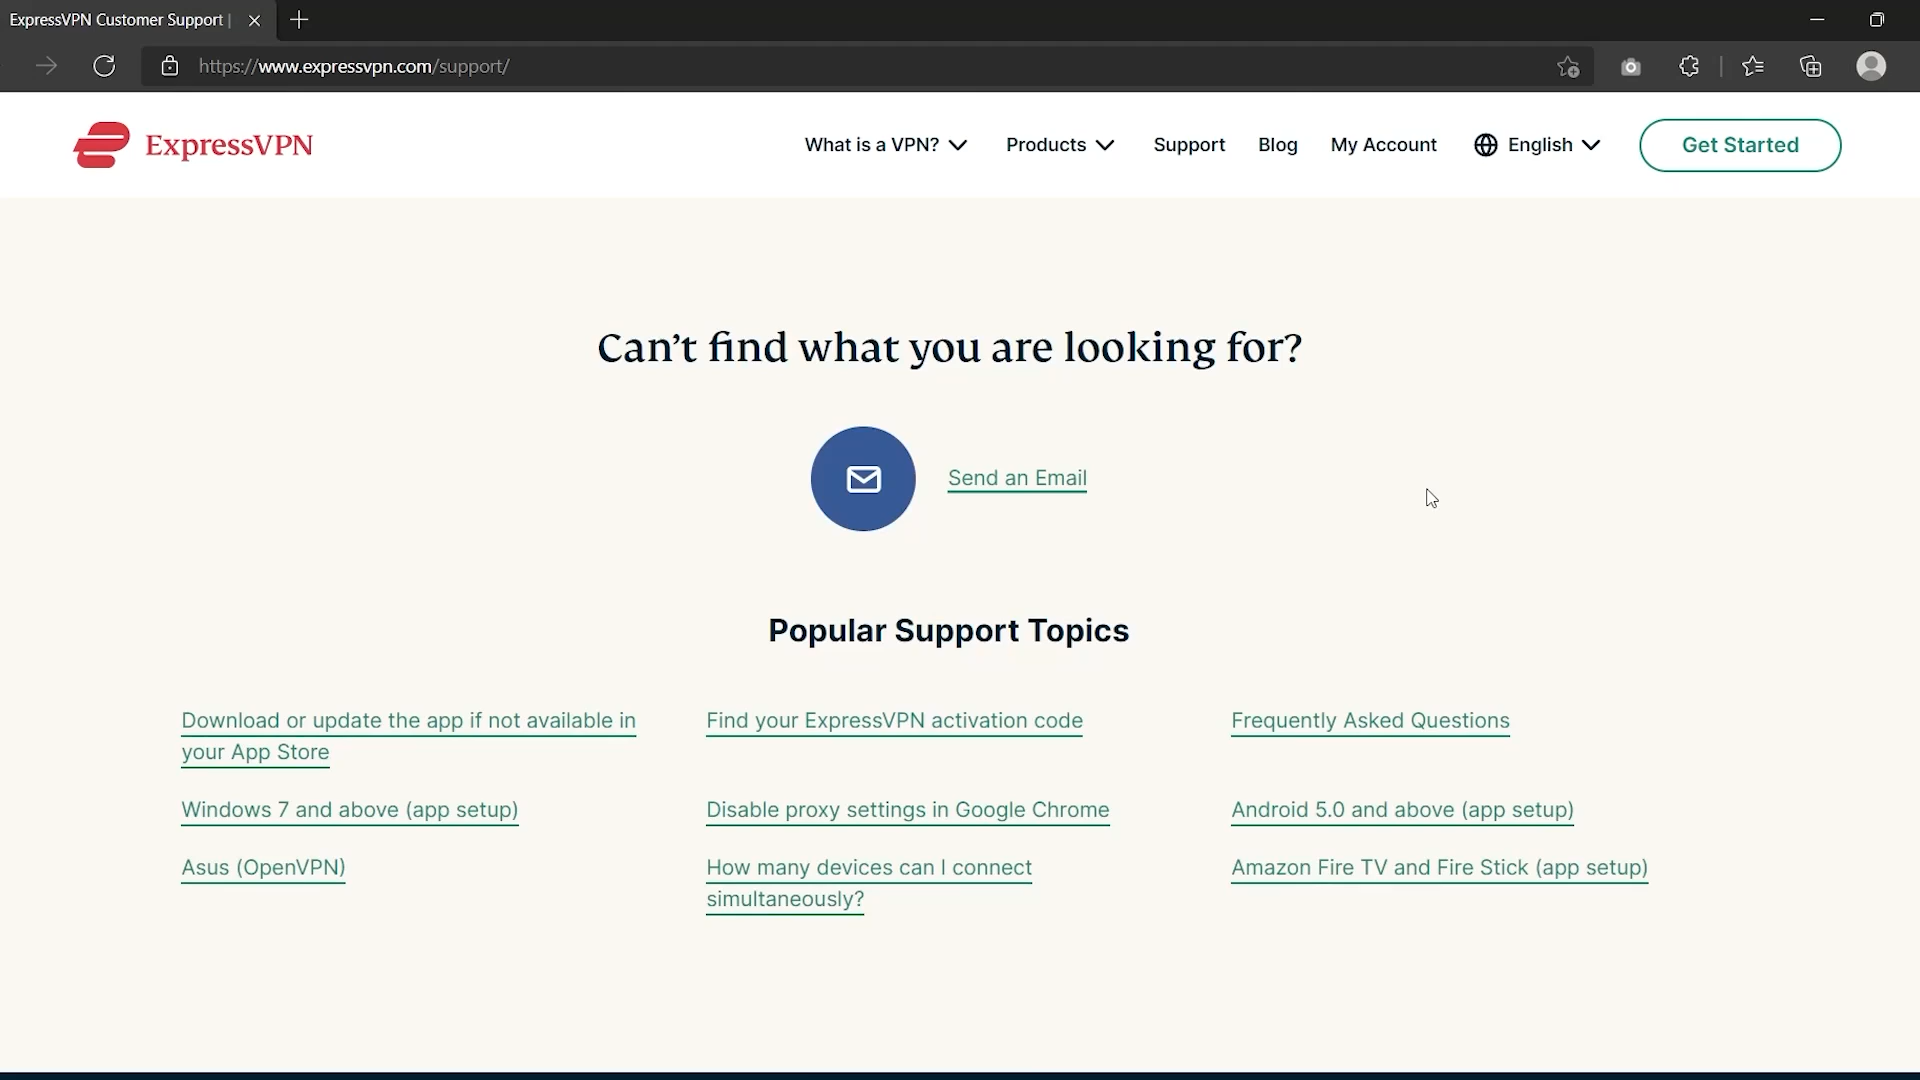 ExpressVPN Customer Support |
https://www.expressvpn.com/support/
ExpressVPN
What is a VPN?
Products
Support
Blog
My Account
English
Get Started
Can’t find what you are looking for?
Send an Email
Popular Support Topics
Download or update the app if not available in
your App Store
Find your ExpressVPN activation code
Frequently Asked Questions
Windows 7 and above (app setup)
Disable proxy settings in Google Chrome
Android 5.0 and above (app setup)
Asus (OpenVPN)
How many devices can I connect
simultaneously?
Amazon Fire TV and Fire Stick (app setup)